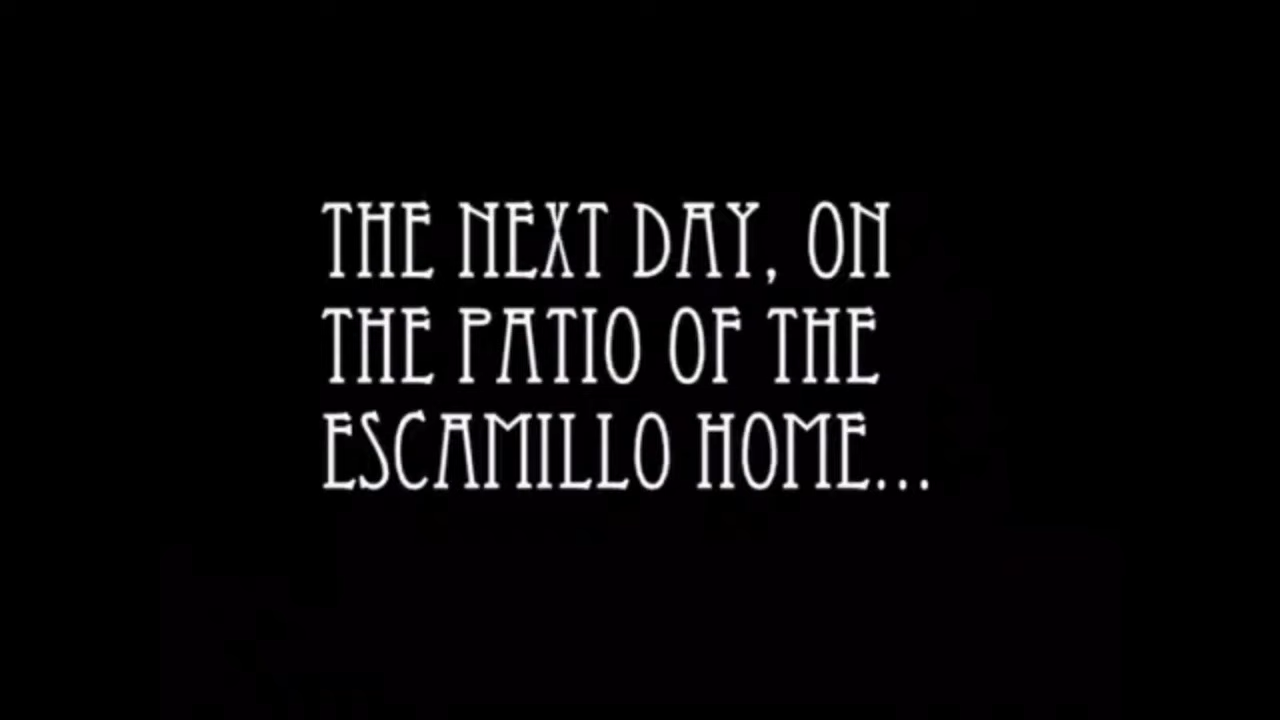 THE NEXT DAY, ON
THE PATIO OF THE
ESCAMILLO HOME...